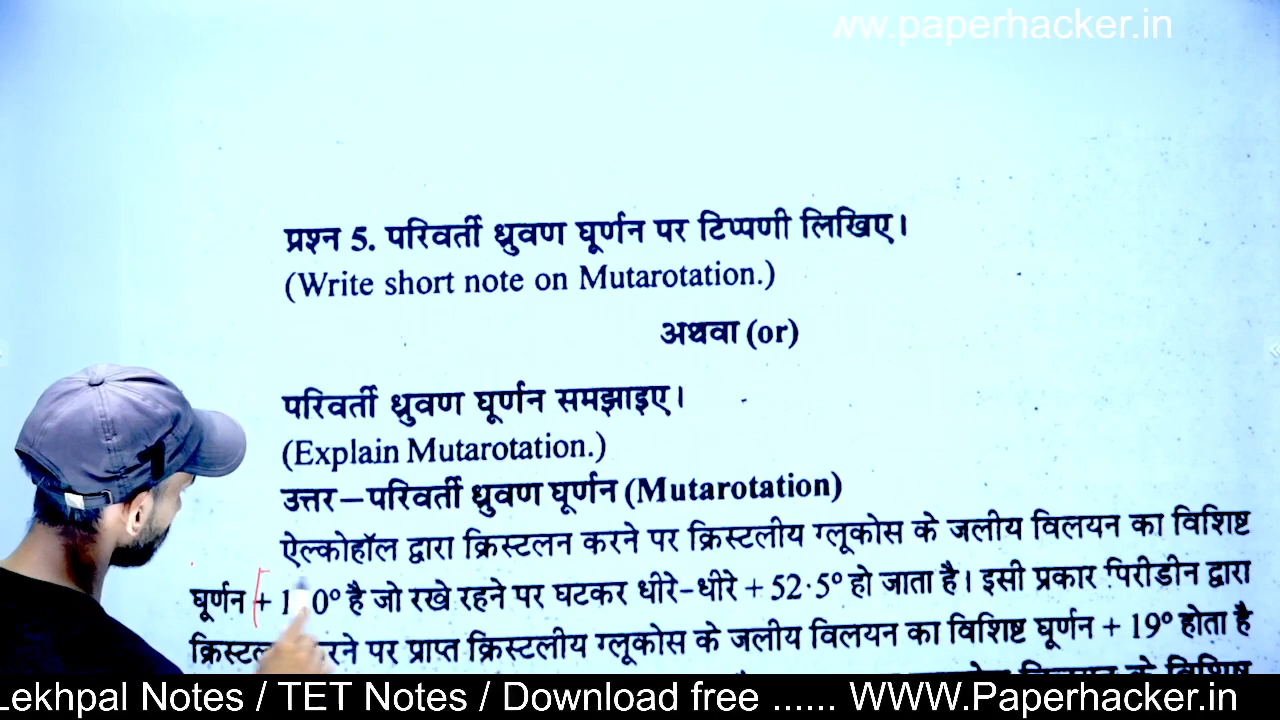 ww.paperhacker.in
प्रश्न 5. परिवर्ती ध्रुवण घूर्णन पर टिप्पणी लिखिए।
(Write short note on Mutarotation.)
अथवा (or)
परिवर्ती ध्रुवण घूर्णन समझाइए।
(Explain Mutarotation.)
उत्तर—परिवर्ती ध्रुवण घूर्णन (Mutarotation)
ऐल्कोहॉल द्वारा क्रिस्टलन करने पर क्रिस्टलीय ग्लूकोस के जलीय विलयन का विशिष्ट
घूर्णन है जो रखे रहने पर घटकर धीरे-धीरे + 52·5° हो जाता है। इसी प्रकार पिरीडीन द्वारा
पर प्राप्त क्रिस्टलीय ग्लूकोस के जलीय विलयन का विशिष्ट घूर्णन + 19° होता है
Lekhpal Notes / TET Notes / Download free ...... WWW.Paperhacker.in